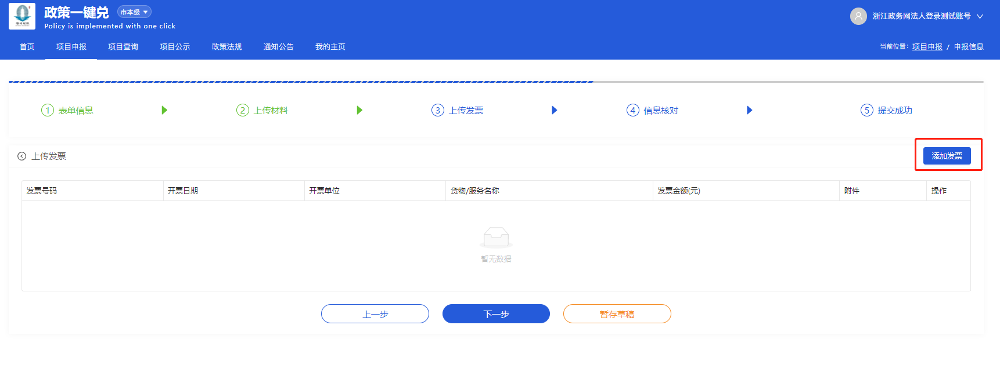 政策一键兑
市本级
Policy is implemented with one click
浙江政务网法人登录测试账号
首页 项目申报 项目查询 项目公示 政策法规 通知公告 我的主页
当前位置： 项目申报 / 申报信息
1 表单信息 2 上传材料 3 上传发票 4 信息核对 5 提交成功
上传发票
添加发票
发票号码 开票日期 开票单位 货物/服务名称 发票金额(元) 附件 操作
暂无数据
上一步 下一步 暂存草稿